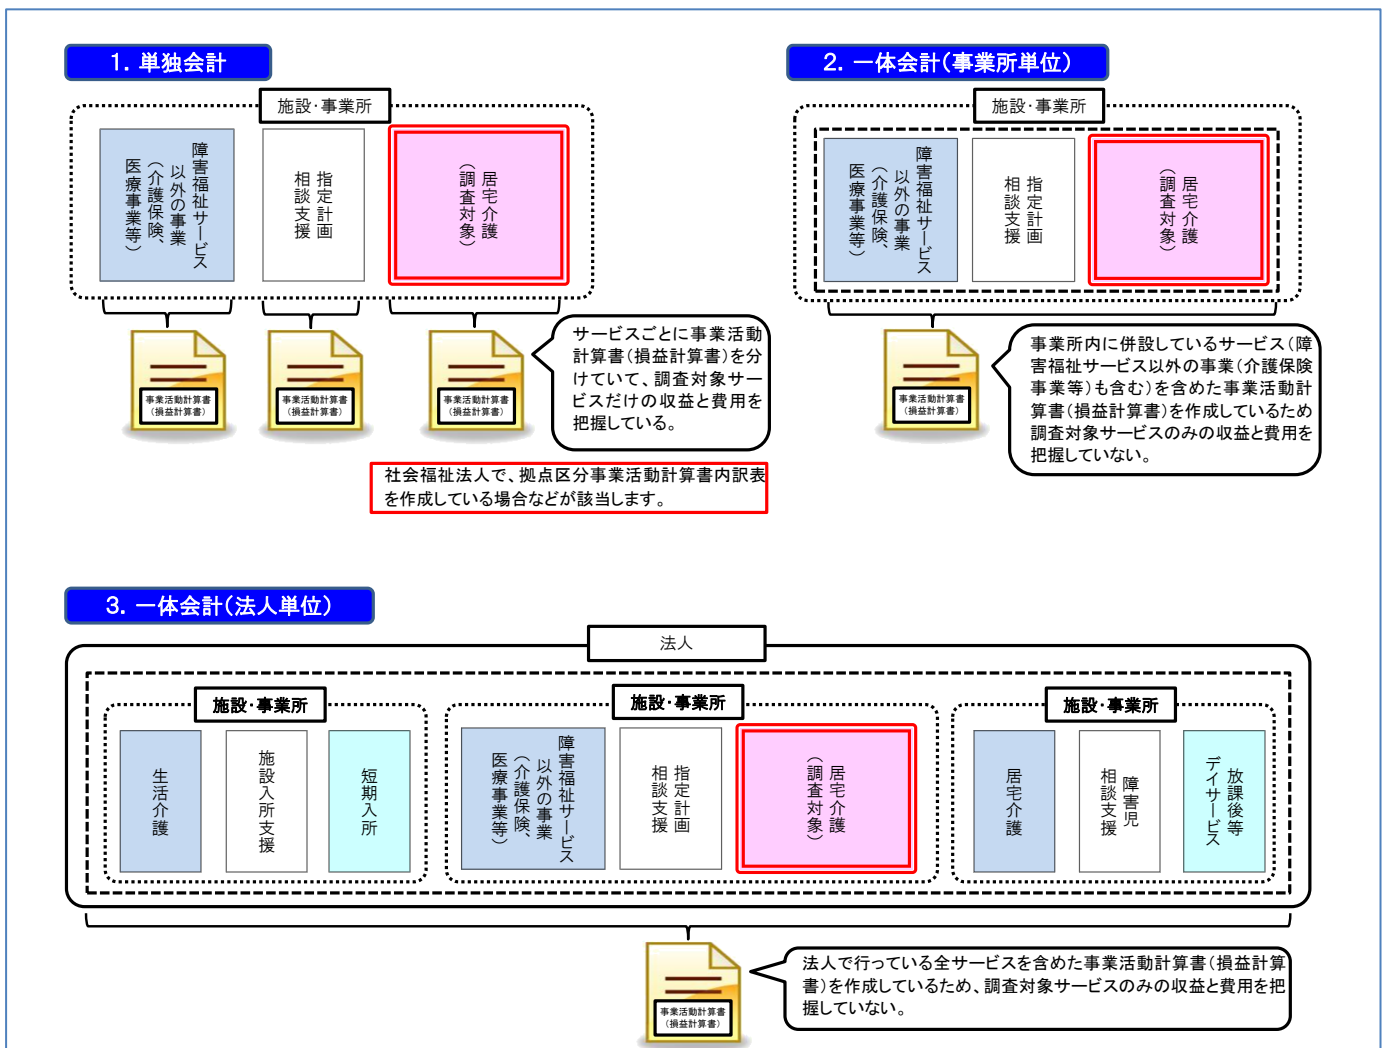 1．単独会計
施設・事業所
障害福祉サービス
以外の事業
（介護保険、
医療事業等）
指定計画
相談支援
居宅介護
（調査対象）
事業活動計算書
（損益計算書）
事業活動計算書
（損益計算書）
事業活動計算書
（損益計算書）
サービスごとに事業活動
計算書（損益計算書）を分
けていて、調査対象サー
ビスだけの収益と費用を
把握している。
社会福祉法人で、拠点区分事業活動計算書内訳表
を作成している場合などが該当します。
2．一体会計（事業所単位）
施設・事業所
障害福祉サービス
以外の事業
（介護保険、
医療事業等）
指定計画
相談支援
居宅介護
（調査対象）
事業活動計算書
（損益計算書）
事業所内に併設しているサービス（障
害福祉サービス以外の事業（介護保険
事業等）も含む）を含めた事業活動計
算書（損益計算書）を作成しているため
調査対象サービスのみの収益と費用を
把握していない。
3．一体会計（法人単位）
法人
施設・事業所
生活介護
施設入所支援
短期入所
施設・事業所
障害福祉サービス
以外の事業
（介護保険、
医療事業等）
指定計画
相談支援
居宅介護
（調査対象）
施設・事業所
居宅介護
障害児
相談支援
放課後等
デイサービス
事業活動計算書
（損益計算書）
法人で行っている全サービスを含めた事業活動計算書（損益計算
書）を作成しているため、調査対象サービスのみの収益と費用を把
握していない。